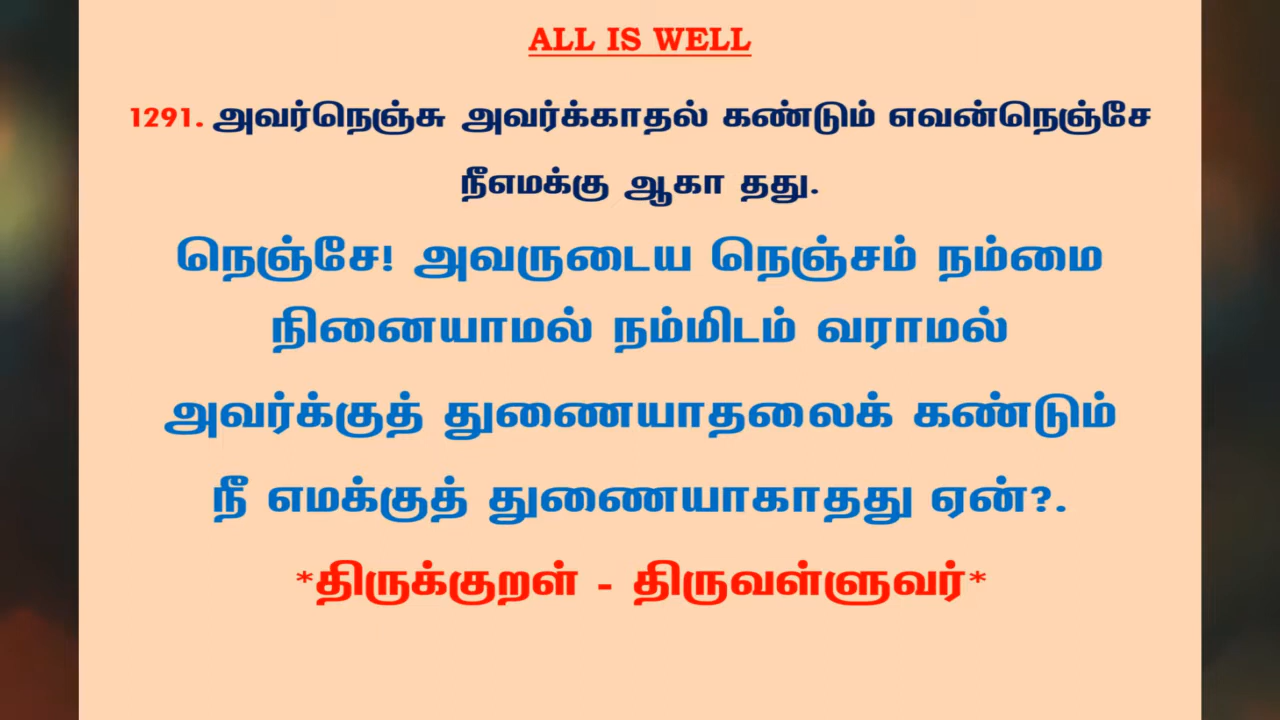 ALL IS WELL
1291. அவர்நெஞ்சு அவர்க்காதல் கண்டும் எவன்நெஞ்சே
நீஎமக்கு ஆகா தது.
நெஞ்சே! அவருடைய நெஞ்சம் நம்மை
நினையாமல் நம்மிடம் வராமல்
அவர்க்குத் துணையாதலைக் கண்டும்
நீ எமக்குத் துணையாகாதது ஏன்?.
*திருக்குறள் - திருவள்ளுவர்*